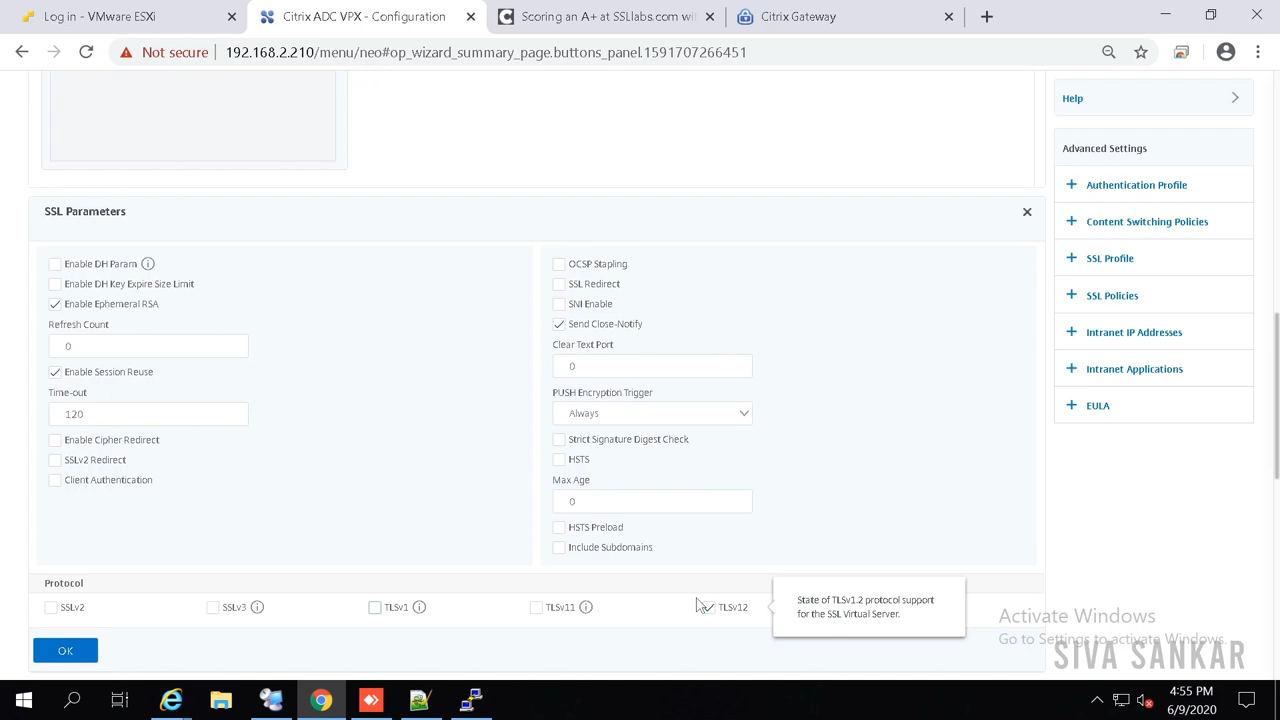 Log in - VMware ESXi
Citrix ADC VPX - Configuration
Scoring an A+ at SSLlabs.com wi
Citrix Gateway
Not secure
192.168.2.210/menu/neo#op_wizard_summary_page.buttons_panel.1591707266451
Help
Advanced Settings
Authentication Profile
Content Switching Policies
SSL Profile
SSL Policies
Intranet IP Addresses
Intranet Applications
EULA
SSL Parameters
Enable DH Param
Enable DH Key Expire Size Limit
Enable Ephemeral RSA
Refresh Count
0
Enable Session Reuse
Time-out
120
Enable Cipher Redirect
SSLv2 Redirect
Client Authentication
OCSP Stapling
SSL Redirect
SNI Enable
Send Close-Notify
Clear Text Port
0
PUSH Encryption Trigger
Always
Strict Signature Digest Check
HSTS
Max Age
0
HSTS Preload
Include Subdomains
Protocol
SSLv2
SSLv3
TLSv1
TLSv11
TLSv12
State of TLSv1.2 protocol support
for the SSL Virtual Server.
OK
Activate Windows
Go to Settings to activate Windows.
SIVA SANKAR
4:55 PM
6/9/2020